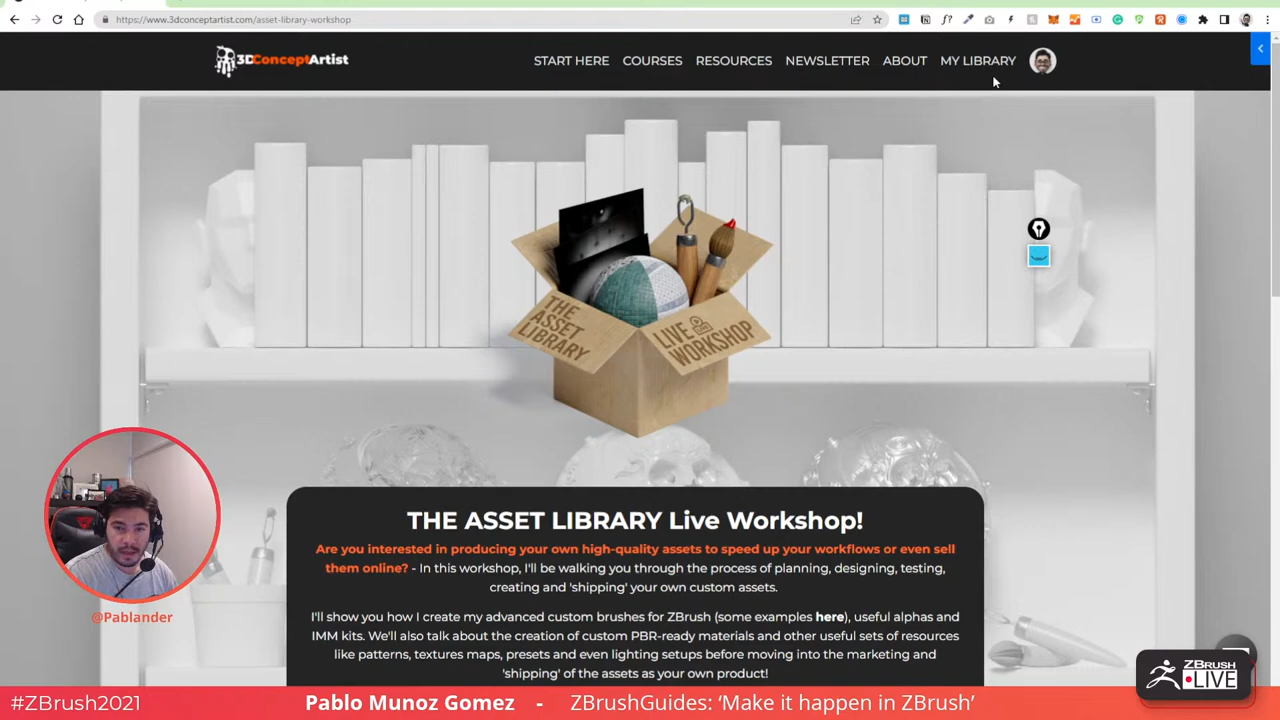 https://www.3dconceptartist.com/asset-library-workshop
3DConceptArtist
START HERE COURSES RESOURCES NEWSLETTER ABOUT MY LIBRARY
THE ASSET LIBRARY
LIVE WORKSHOP
THE ASSET LIBRARY Live Workshop!
Are you interested in producing your own high-quality assets to speed up your workflows or even sell
them online? - In this workshop, I'll be walking you through the process of planning, designing, testing,
creating and 'shipping' your own custom assets.
I'll show you how I create my advanced custom brushes for ZBrush (some examples here), useful alphas and
IMM kits. We'll also talk about the creation of custom PBR-ready materials and other useful sets of resources
like patterns, textures maps, presets and even lighting setups before moving into the marketing and
'shipping' of the assets as your own product!
@Pablander
ZBRUSH
LIVE
#ZBrush2021 Pablo Munoz Gomez - ZBrushGuides: ‘Make it happen in ZBrush’